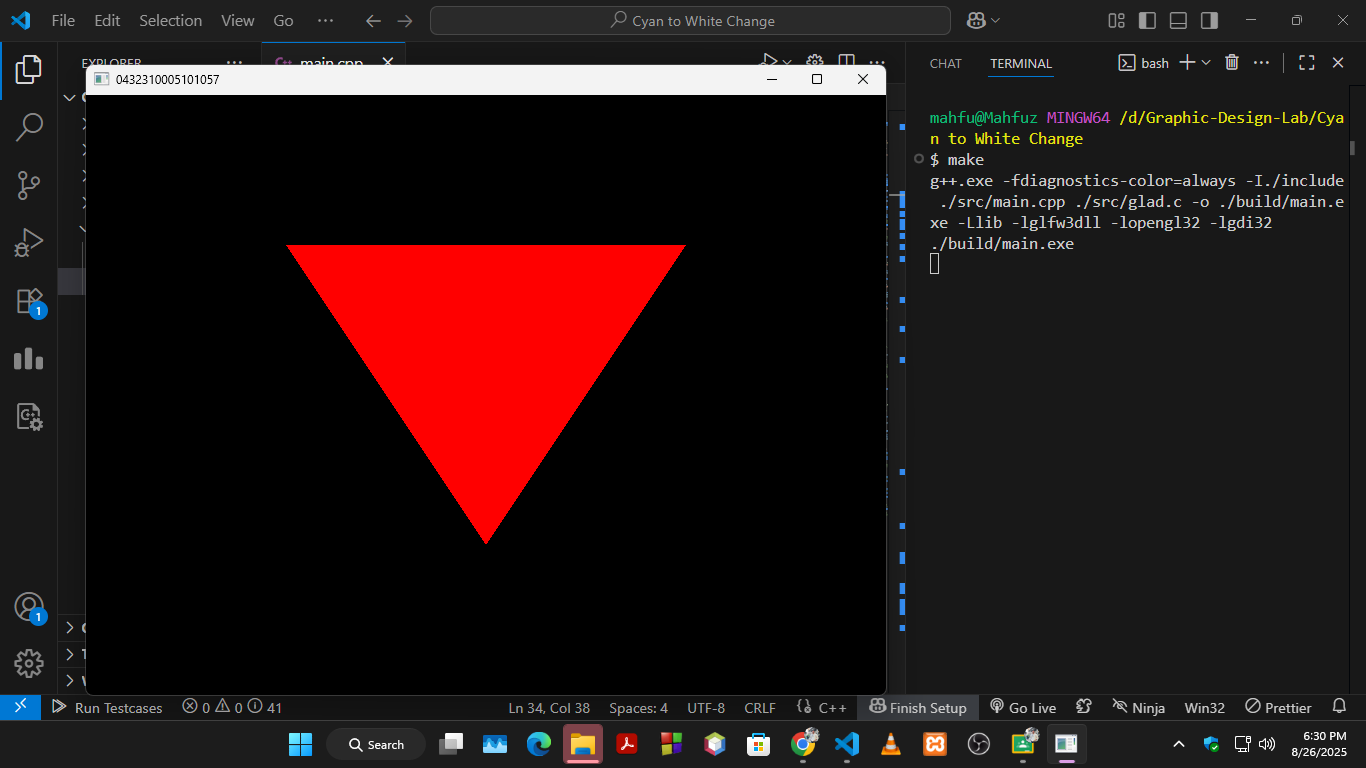 File Edit Selection View Go ··· Cyan to White Change
EXPLORER ··· main.cpp
CHAT TERMINAL bash ···
0432310005101057
mahfu@Mahfuz MINGW64 /d/Graphic-Design-Lab/Cya
n to White Change
$ make
g++.exe -fdiagnostics-color=always -I./include
./src/main.cpp ./src/glad.c -o ./build/main.e
xe -Llib -lglfw3dll -lopengl32 -lgdi32
./build/main.exe
1
1
Run Testcases 0 0 41 Ln 34, Col 38 Spaces: 4 UTF-8 CRLF C++ Finish Setup Go Live Ninja Win32 Prettier
Search
6:30 PM
8/26/2025